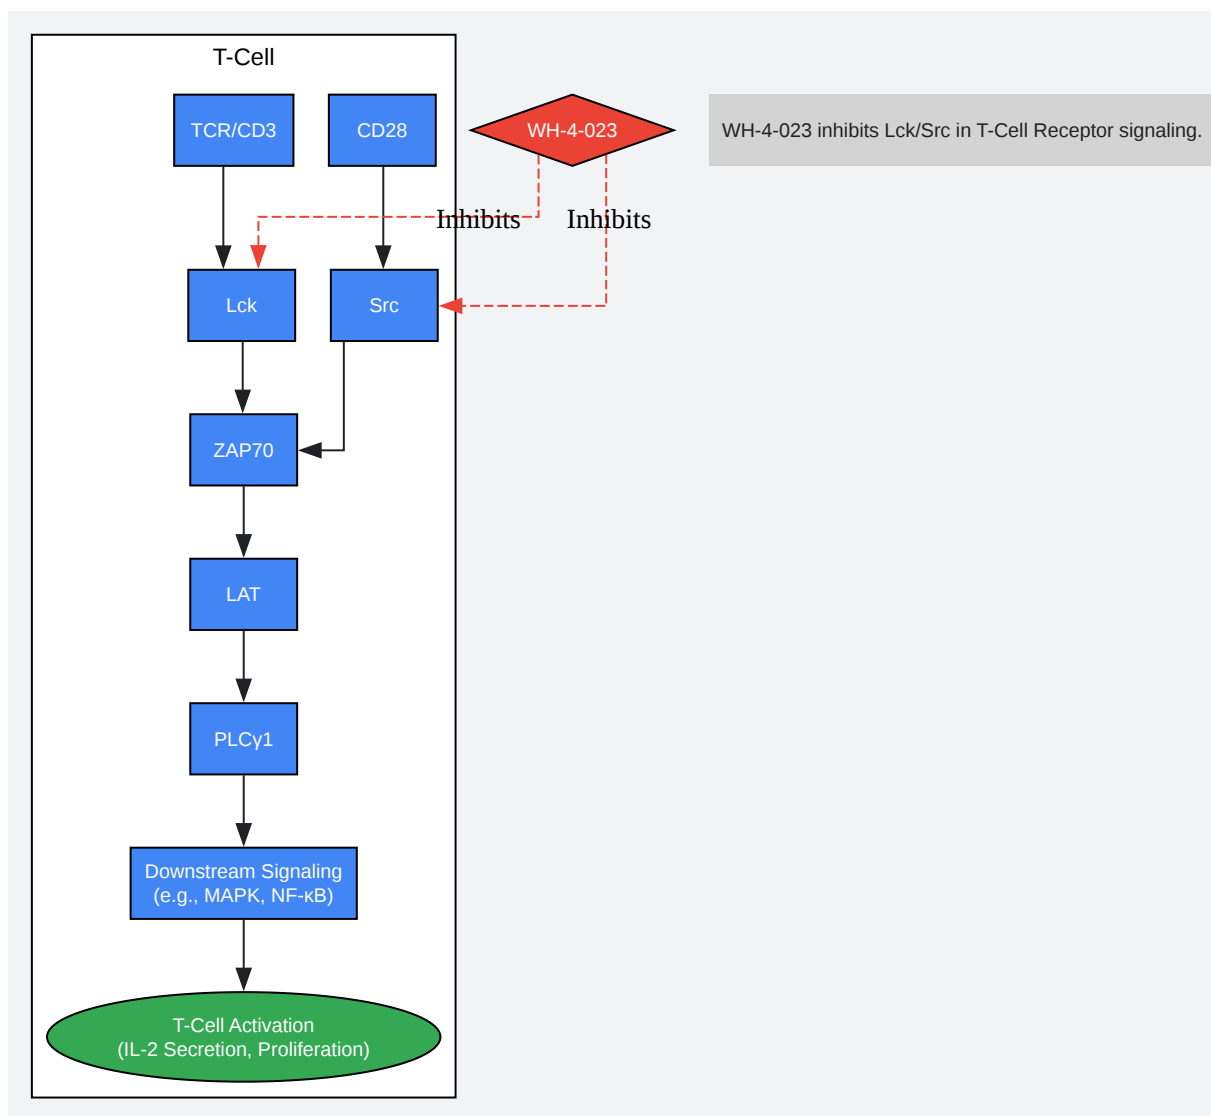 T-Cell
TCR/CD3
CD28
WH-4-023
WH-4-023 inhibits Lck/Src in T-Cell Receptor signaling.
Inhibits
Inhibits
Lck
Src
ZAP70
LAT
PLCγ1
Downstream Signaling
(e.g., MAPK, NF-κB)
T-Cell Activation
(IL-2 Secretion, Proliferation)